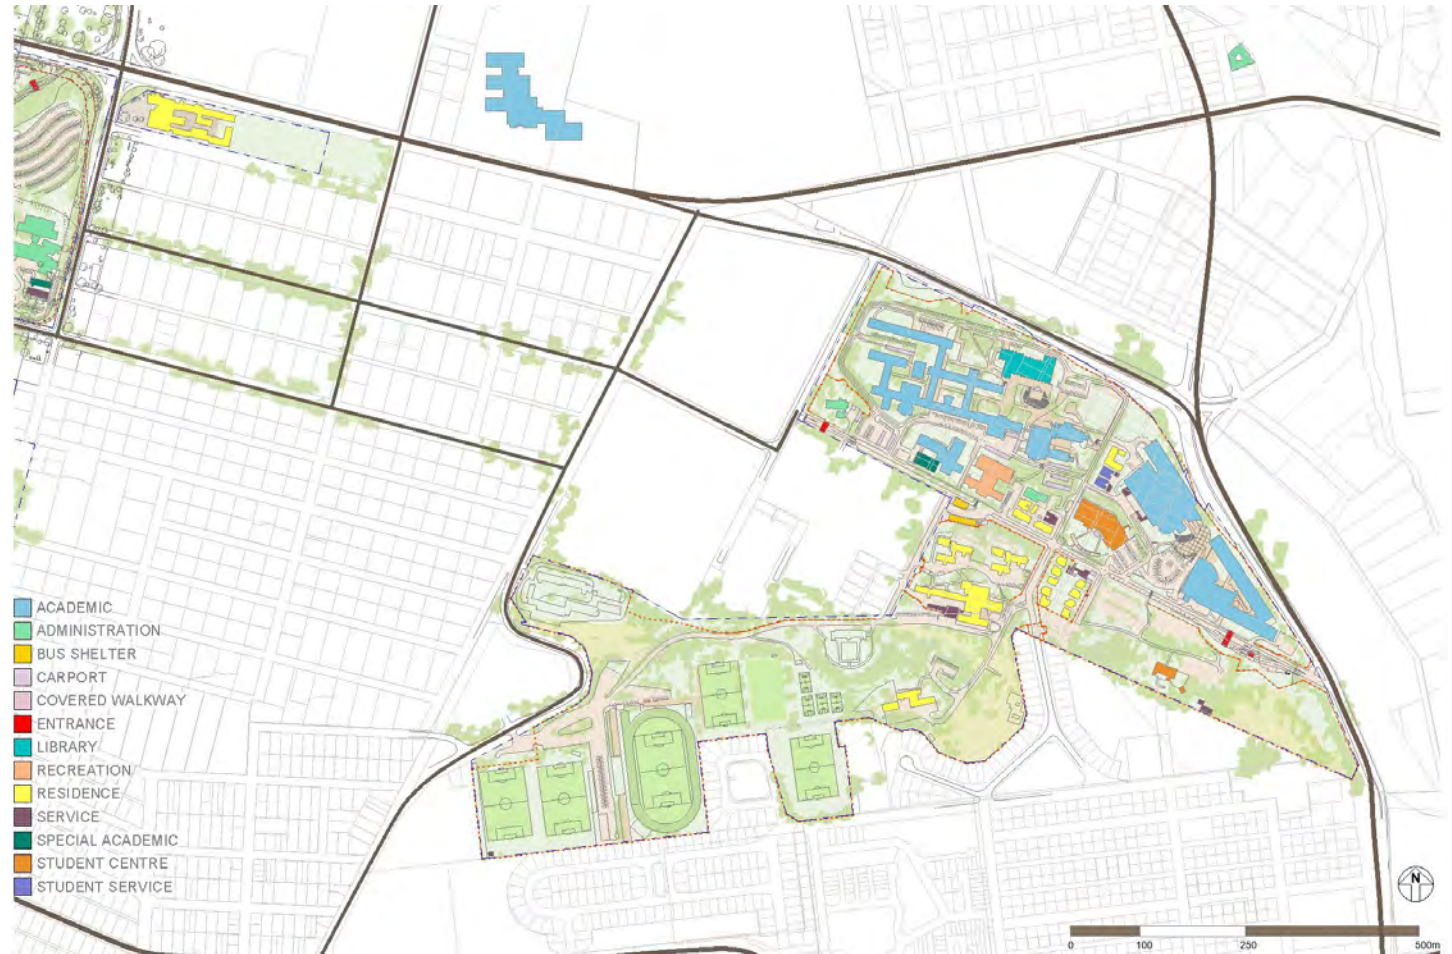 ACADEMIC
ADMINISTRATION
BUS SHELTER
CARPORT
COVERED WALKWAY
ENTRANCE
LIBRARY
RECREATION
RESIDENCE
SERVICE
SPECIAL ACADEMIC
STUDENT CENTRE
STUDENT SERVICE
N
0 100 250 500m